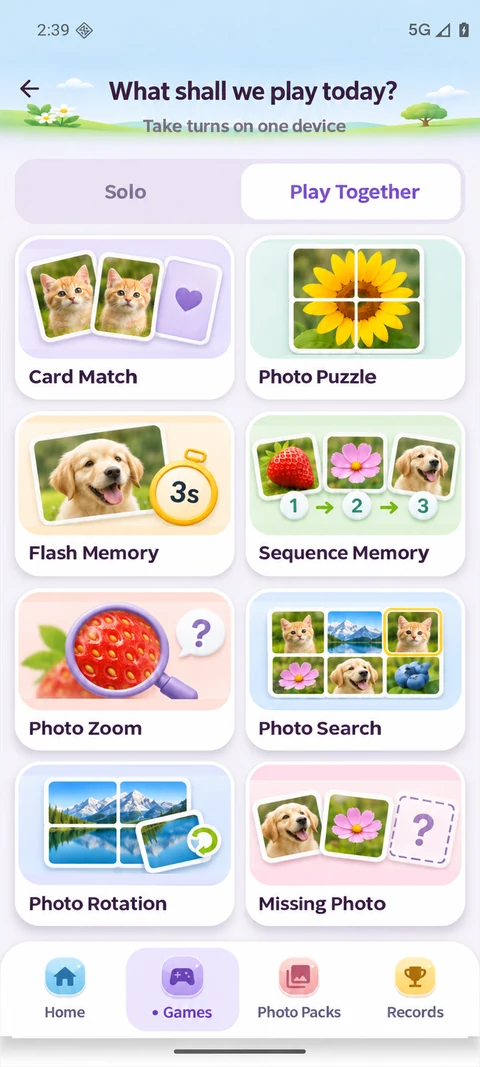 2:39
5G
What shall we play today?
Take turns on one device
Solo
Play Together
Card Match
Photo Puzzle
3s
1 → 2 → 3
Flash Memory
Sequence Memory
?
Photo Zoom
Photo Search
?
Photo Rotation
Missing Photo
Home
• Games
Photo Packs
Records